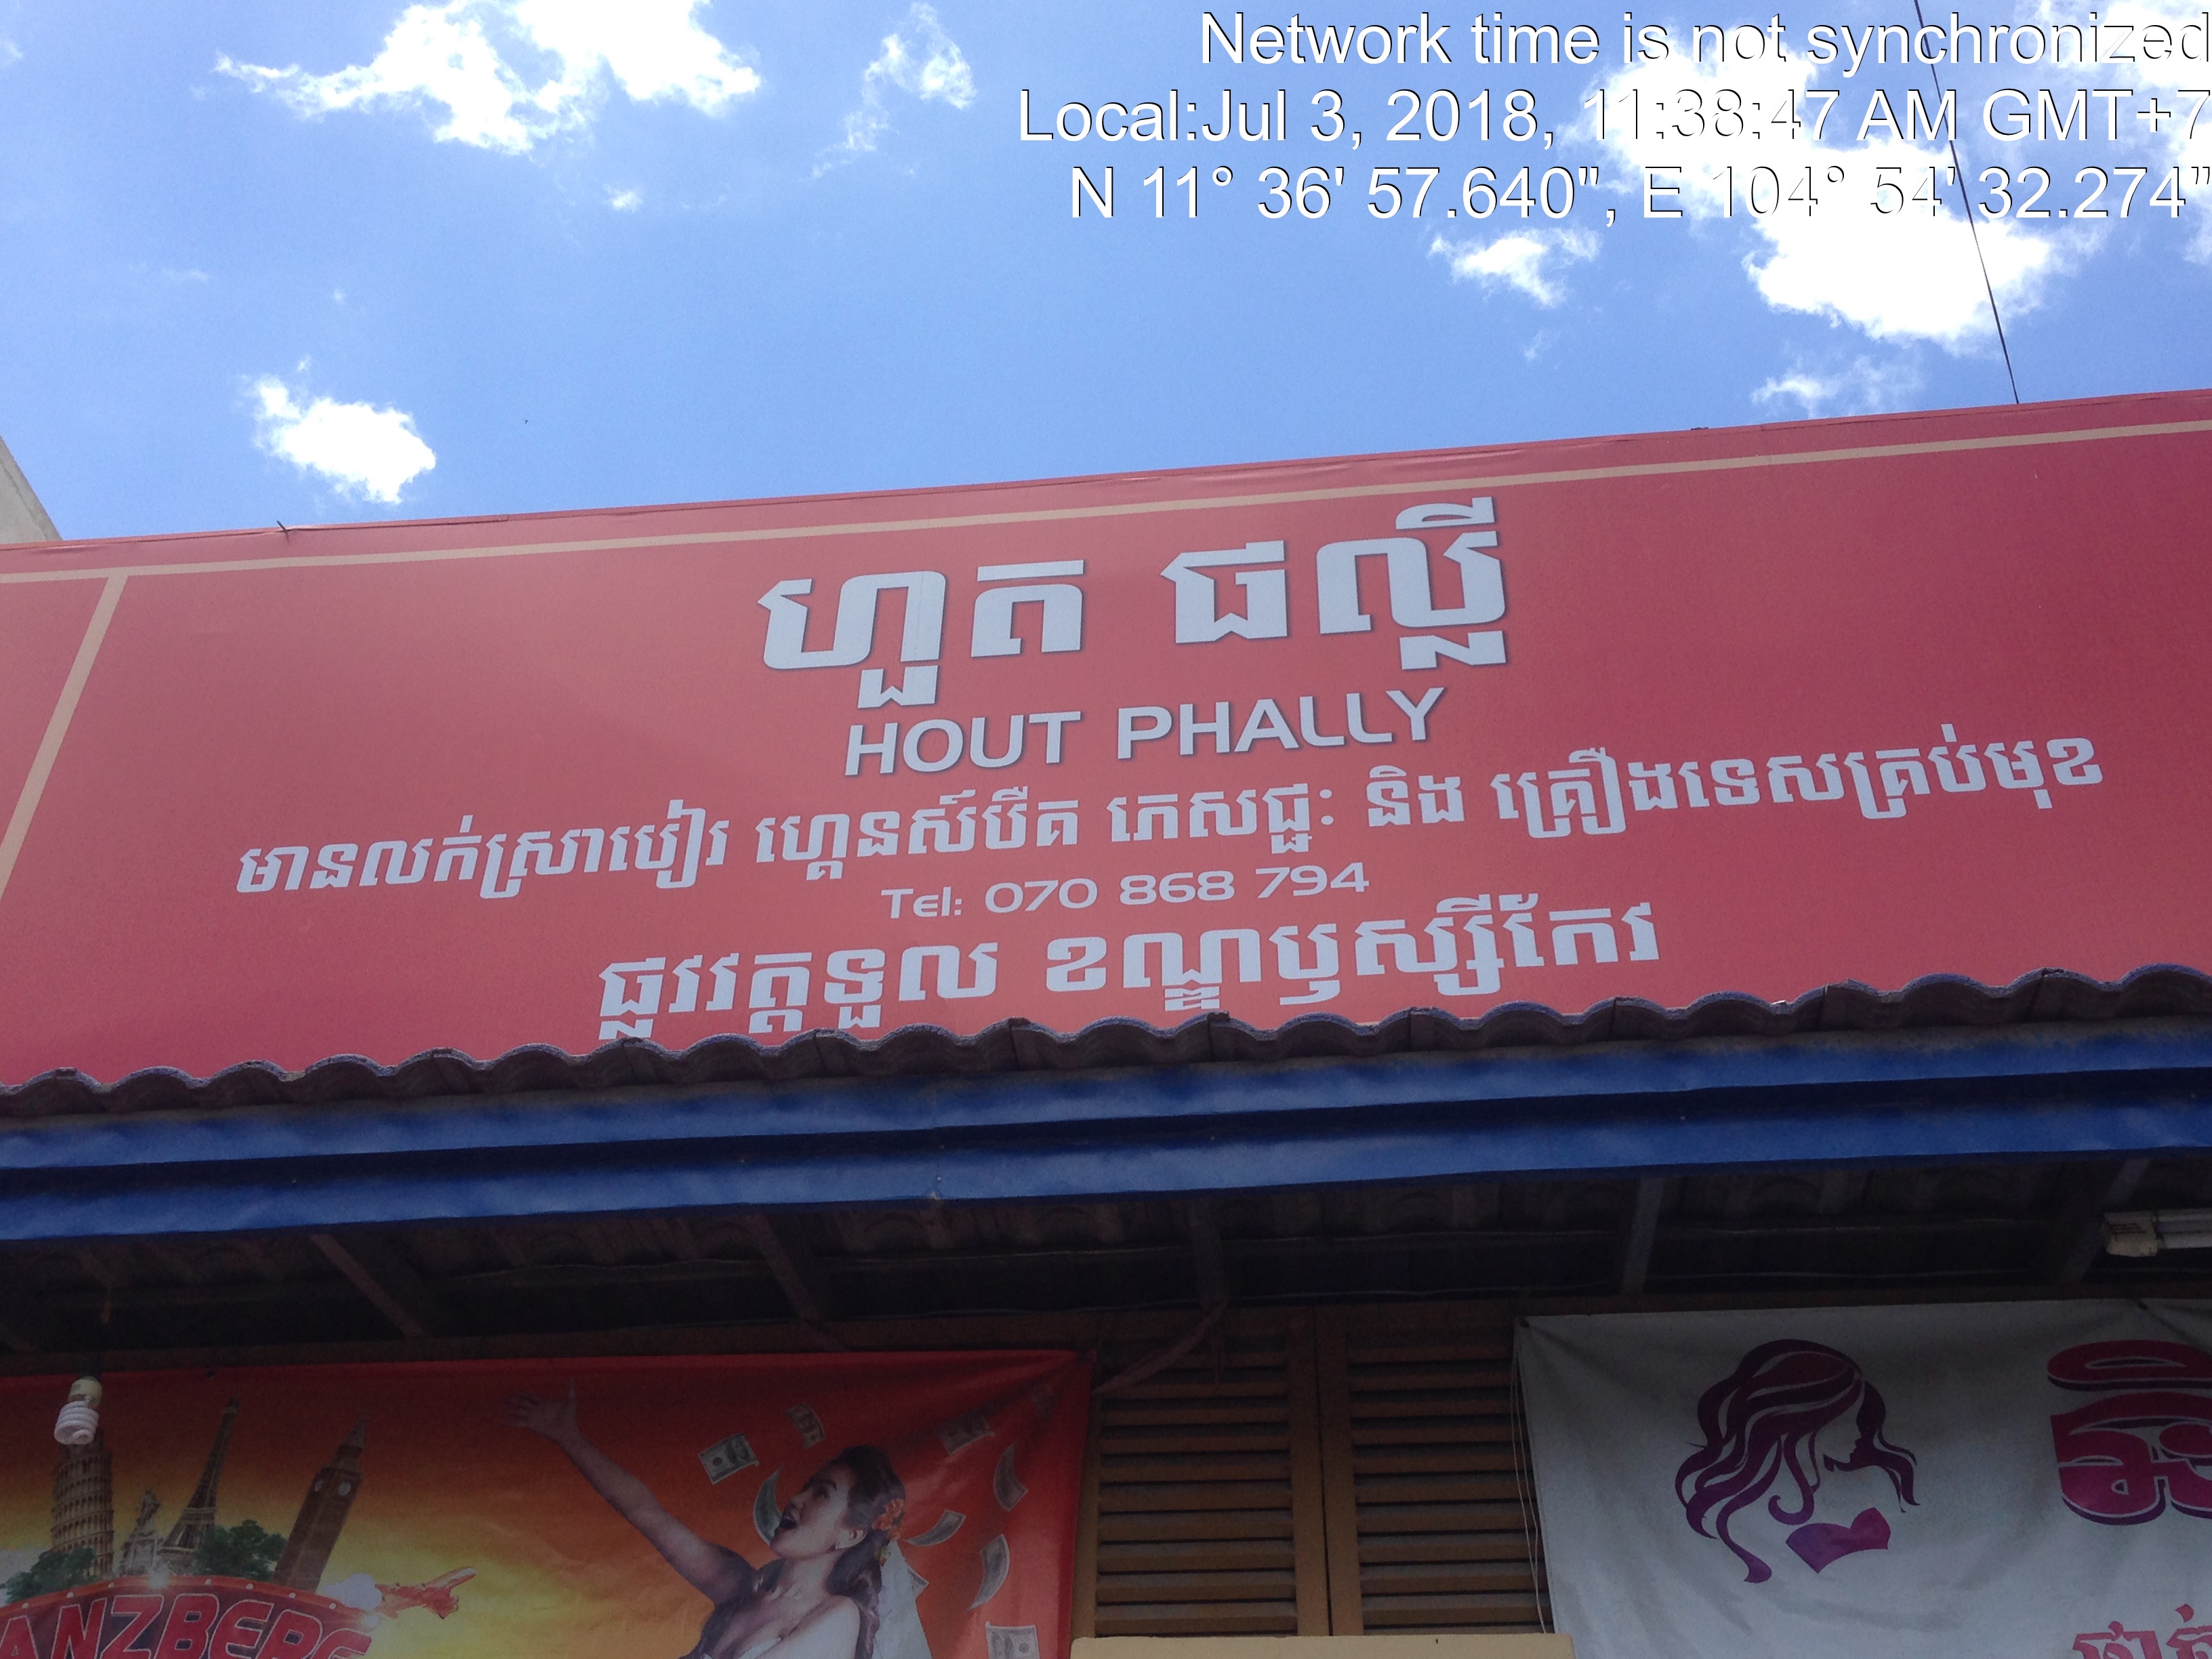 Network time is not synchronized
Local:Jul 3, 2018, 11:38:47 AM GMT+7
N 11° 36' 57.640", E 104° 54' 32.274"
ហួត ផល្លី
HOUT PHALLY
មានលក់ស្រាបៀរ ហ្គេនស៍បឺគ ភេសជ្ជៈ និង គ្រឿងទេសគ្រប់មុខ
Tel: 070 868 794
ផ្លូវវត្តទួល ខណ្ឌឫស្សីកែវ
ANZBERG